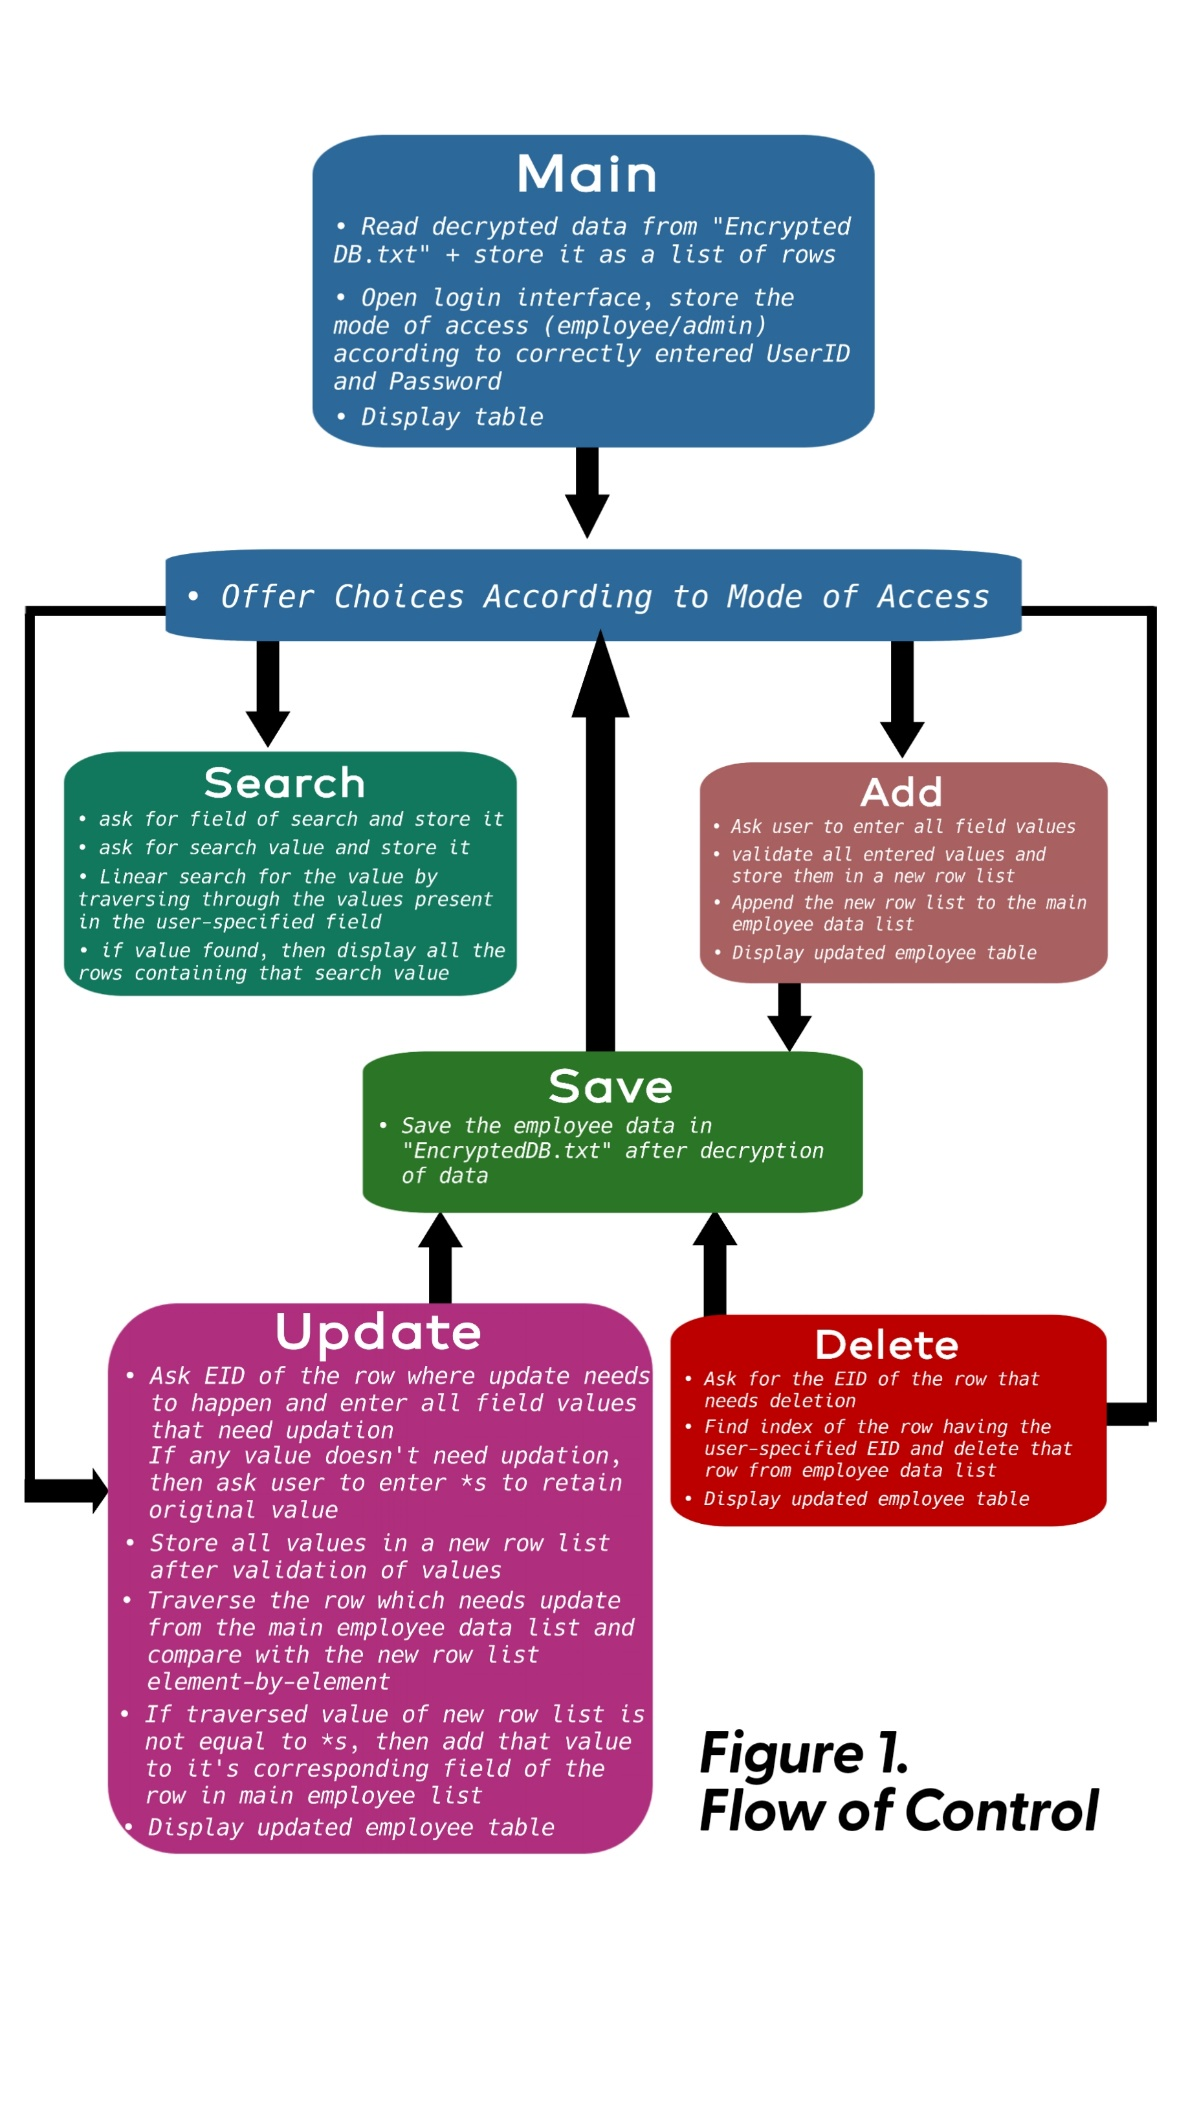 Main
• Read decrypted data from "Encrypted
DB.txt" + store it as a list of rows
• Open login interface, store the
mode of access (employee/admin)
according to correctly entered UserID
and Password
• Display table
• Offer Choices According to Mode of Access
Search
• ask for field of search and store it
• ask for search value and store it
• Linear search for the value by
traversing through the values present
in the user-specified field
• if value found, then display all the
rows containing that search value
Add
• Ask user to enter all field values
• validate all entered values and
store them in a new row list
• Append the new row list to the main
employee data list
• Display updated employee table
Save
• Save the employee data in
"EncryptedDB.txt" after decryption
of data
Update
• Ask EID of the row where update needs
to happen and enter all field values
that need updation
If any value doesn't need updation,
then ask user to enter *s to retain
original value
• Store all values in a new row list
after validation of values
• Traverse the row which needs update
from the main employee data list and
compare with the new row list
element-by-element
• If traversed value of new row list is
not equal to *s, then add that value
to it's corresponding field of the
row in main employee list
• Display updated employee table
Delete
• Ask for the EID of the row that
needs deletion
• Find index of the row having the
user-specified EID and delete that
row from employee data list
• Display updated employee table
Figure 1.
Flow of Control